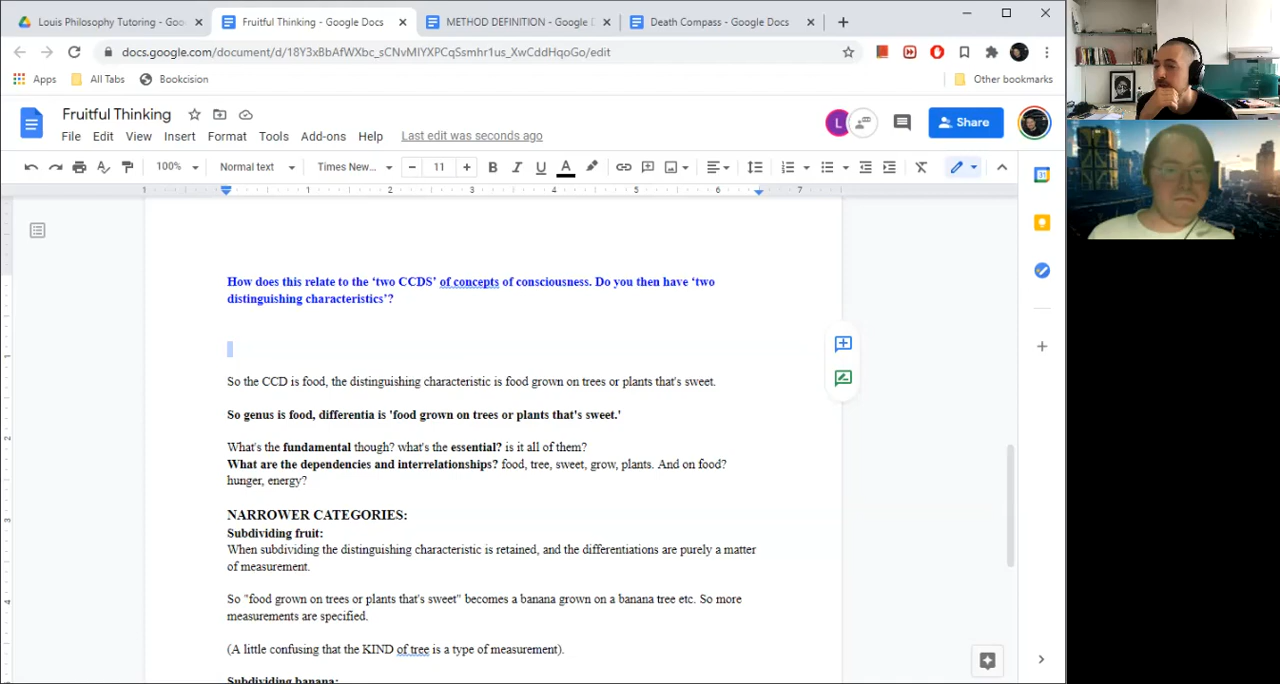 Louis Philosophy Tutoring - Goo
Fruitful Thinking - Google Docs
METHOD DEFINITION - Google D
Death Compass - Google Docs
docs.google.com/document/d/18Y3xBbAfWXbc_sCNvMIYXPCqSsmhr1us_XwCddHqoGo/edit
Apps
All Tabs
Bookcision
Other bookmarks
Fruitful Thinking
File Edit View Insert Format Tools Add-ons Help Last edit was seconds ago
L
Share
100% Normal text Times New... 11 B I U A
1 1 2 3 4 5 6 7
How does this relate to the ‘two CCDS’ of concepts of consciousness. Do you then have ‘two
distinguishing characteristics’?
So the CCD is food, the distinguishing characteristic is food grown on trees or plants that's sweet.
So genus is food, differentia is 'food grown on trees or plants that's sweet.'
What's the fundamental though? what's the essential? is it all of them?
What are the dependencies and interrelationships? food, tree, sweet, grow, plants. And on food?
hunger, energy?
NARROWER CATEGORIES:
Subdividing fruit:
When subdividing the distinguishing characteristic is retained, and the differentiations are purely a matter
of measurement.
So "food grown on trees or plants that's sweet" becomes a banana grown on a banana tree etc. So more
measurements are specified.
(A little confusing that the KIND of tree is a type of measurement).
Subdividing banana: